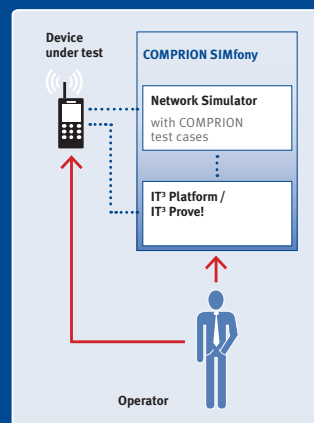 Device
under test
COMPRION SIMfony
Network Simulator
with COMPRION
test cases
IT³ Platform /
IT³ Prove!
Operator